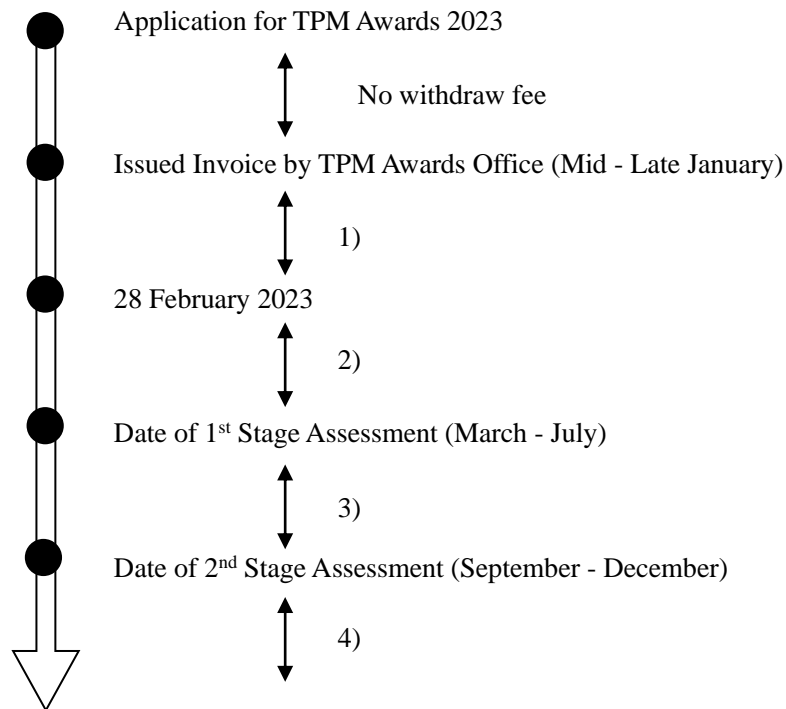 Application for TPM Awards 2023
No withdraw fee
Issued Invoice by TPM Awards Office (Mid - Late January)
1)
28 February 2023
2)
Date of 1st Stage Assessment (March - July)
3)
Date of 2nd Stage Assessment (September - December)
4)